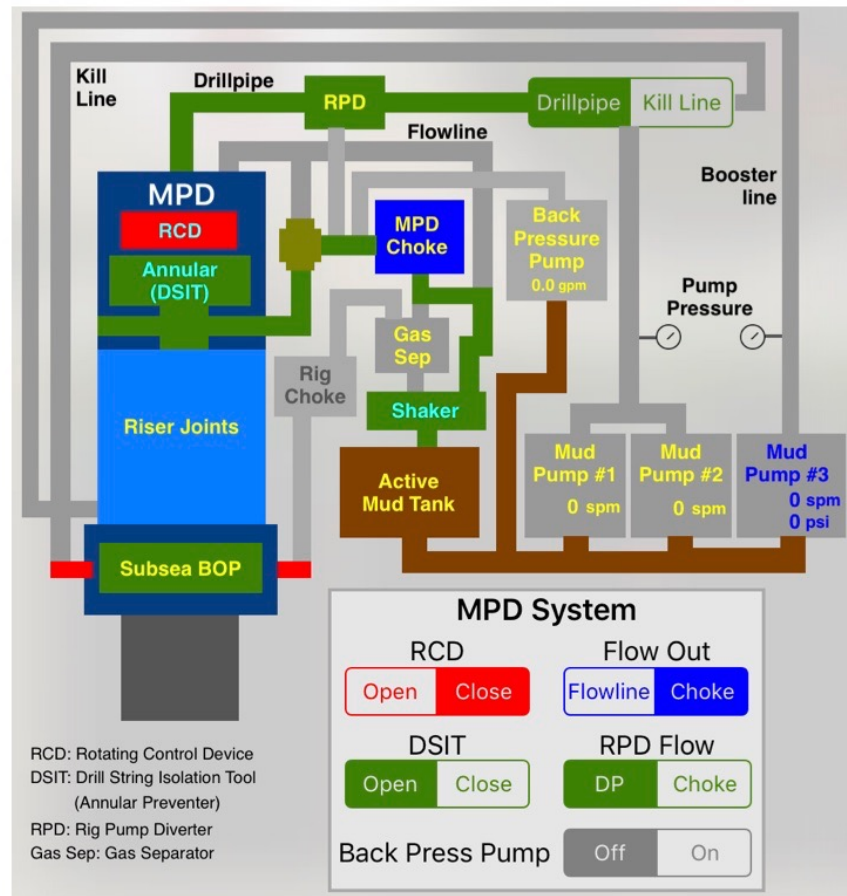 Kill
Line
Drillpipe
RPD
Drillpipe
Kill Line
Flowline
MPD
RCD
Annular
(DSIT)
MPD
Choke
Back
Pressure
Pump
0.0 gpm
Booster
line
Pump
Pressure
Gas
Sep
Rig
Choke
Shaker
Riser Joints
Active
Mud Tank
Mud
Pump #1
0 spm
Mud
Pump #2
0 spm
Mud
Pump #3
0 spm
0 psi
Subsea BOP
MPD System
RCD
Open Close
Flow Out
Flowline Choke
DSIT
Open Close
RPD Flow
DP Choke
Back Press Pump
Off On
RCD: Rotating Control Device
DSIT: Drill String Isolation Tool
(Annular Preventer)
RPD: Rig Pump Diverter
Gas Sep: Gas Separator